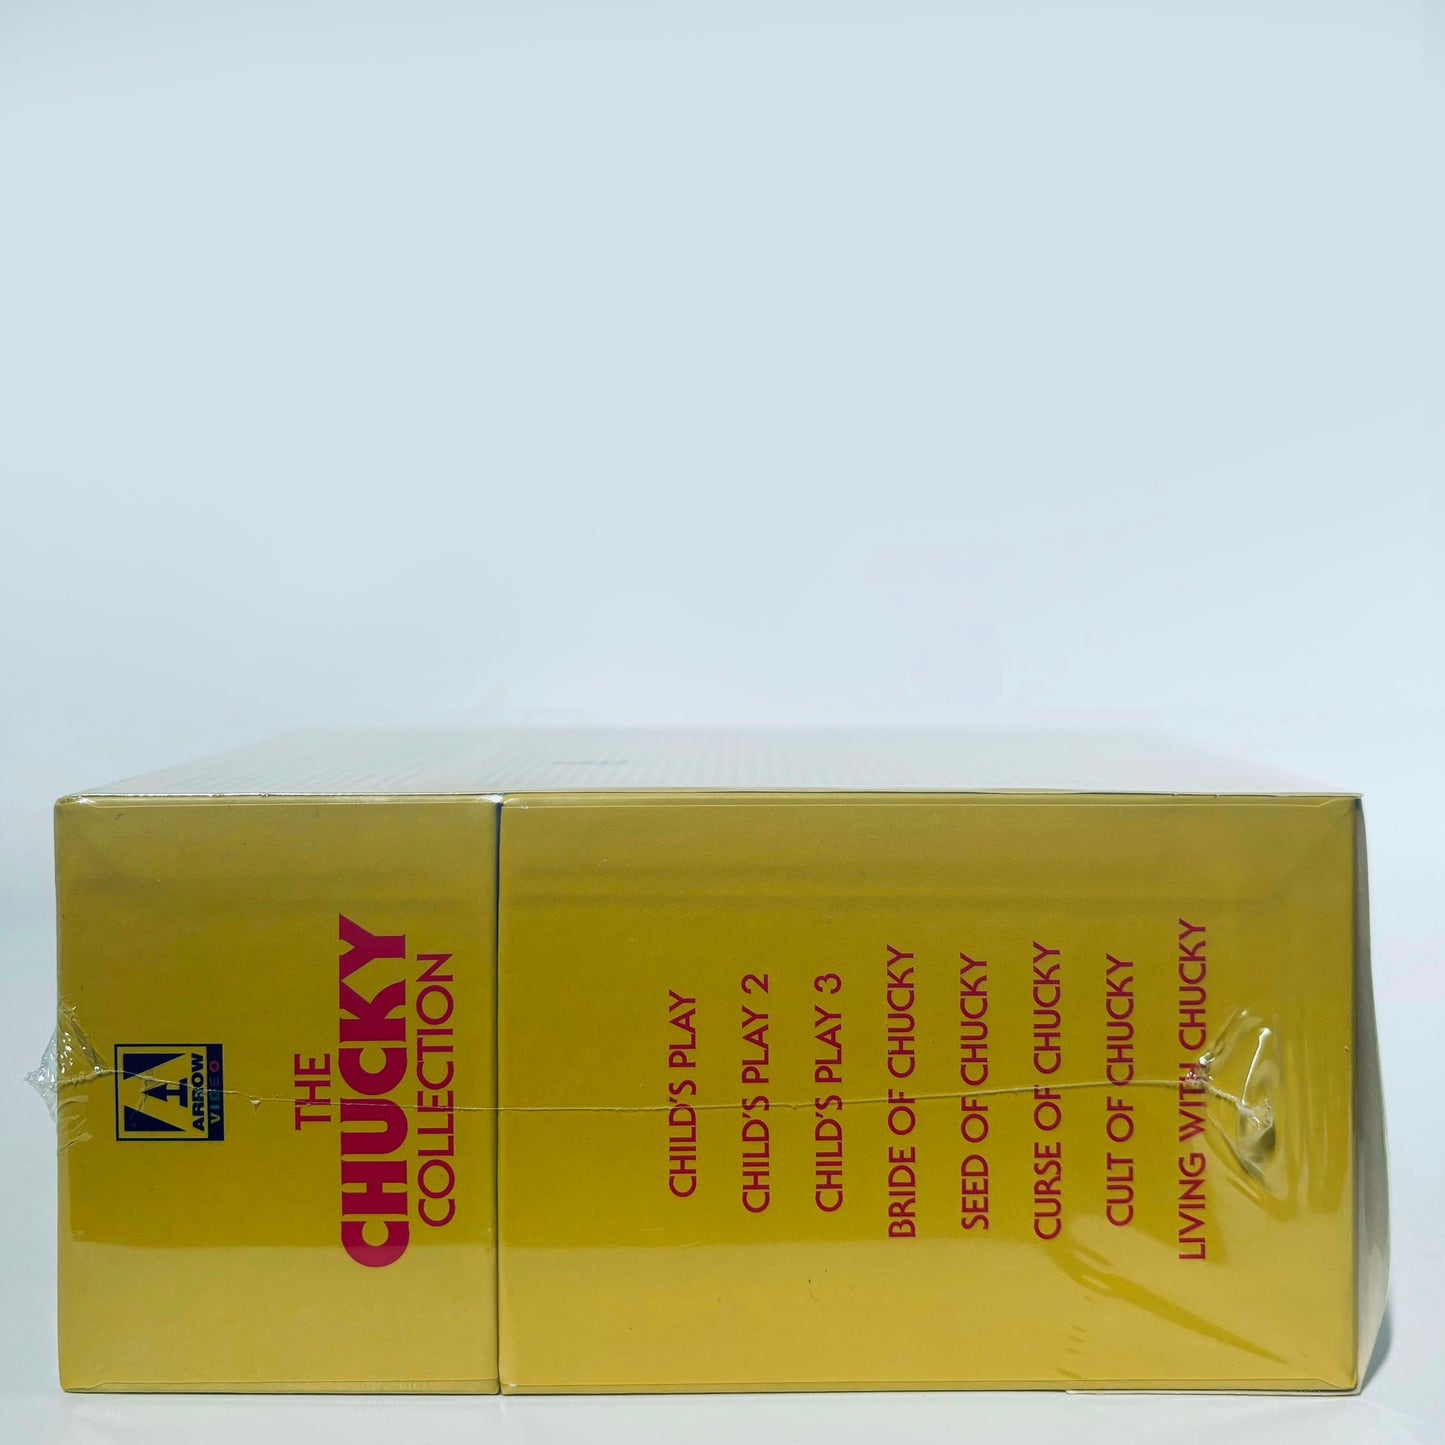 ARROW
VIDEO
THE
CHUCKY
COLLECTION
CHILD'S PLAY
CHILD'S PLAY 2
CHILD'S PLAY 3
BRIDE OF CHUCKY
SEED OF CHUCKY
CURSE OF CHUCKY
CULT OF CHUCKY
LIVING WITH CHUCKY